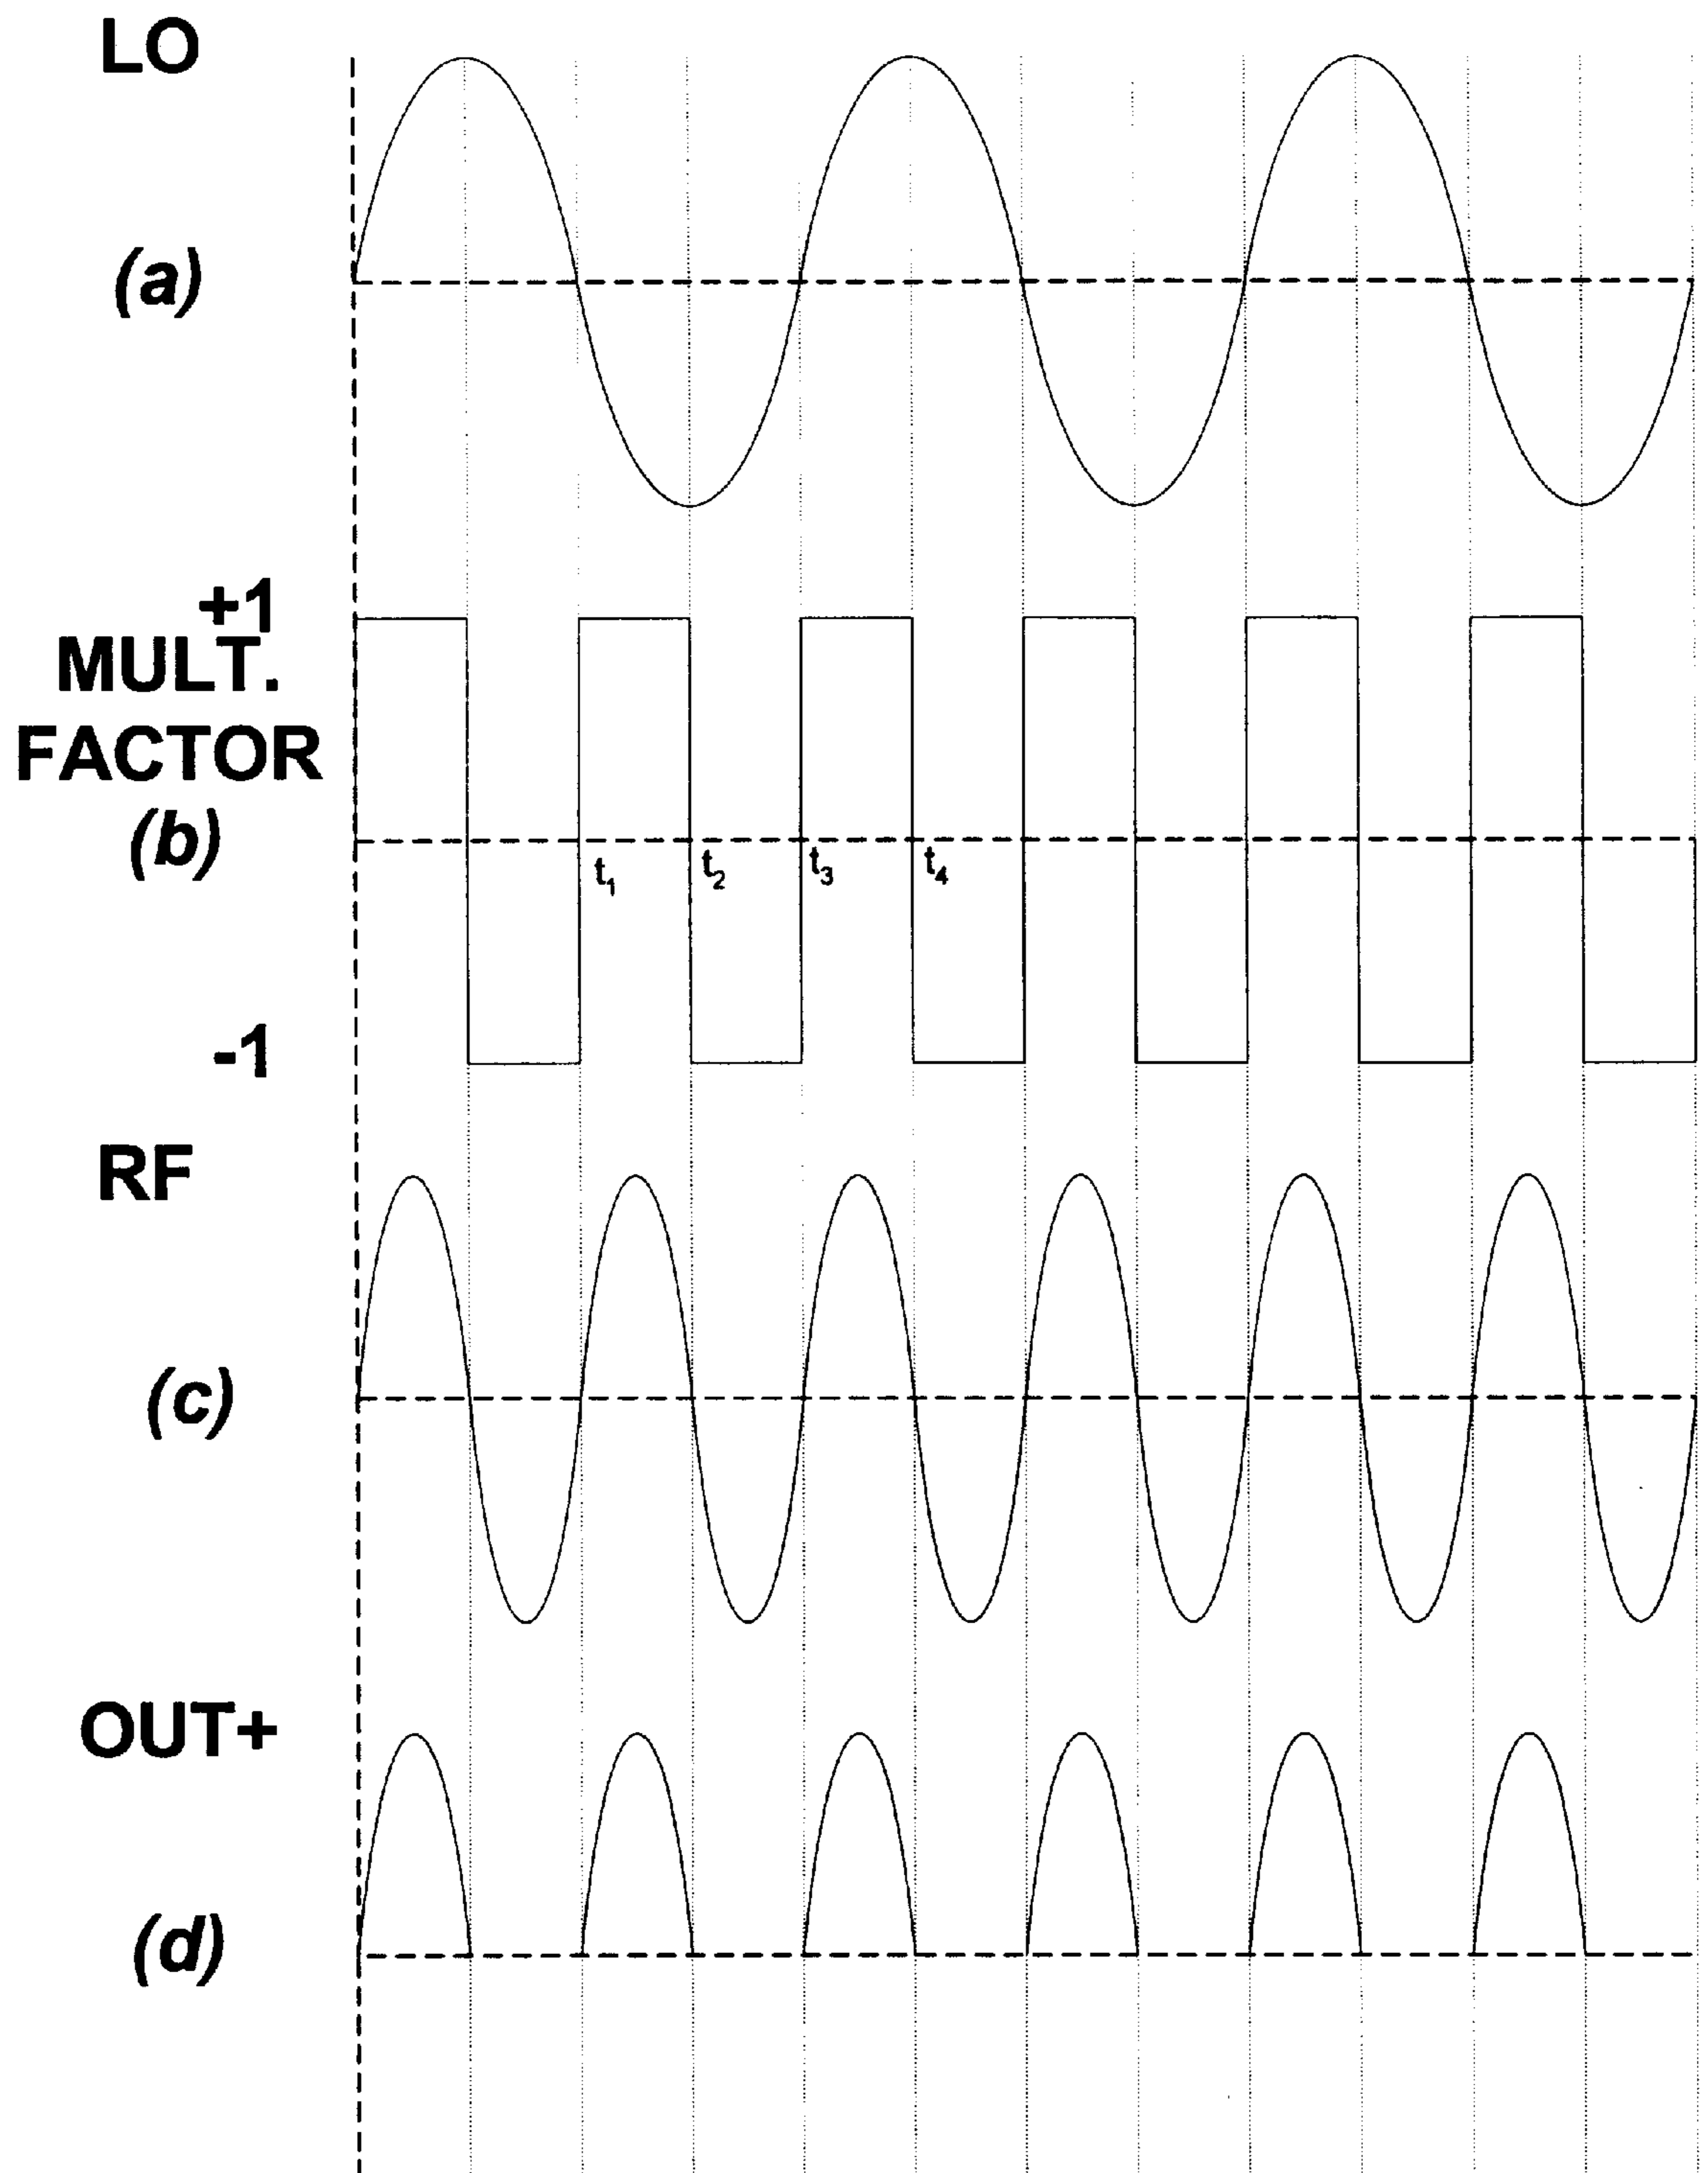 LO
(a)
+1
MULT.
FACTOR
(b)
t1 t2 t3 t4
-1
RF
(c)
OUT+
(d)